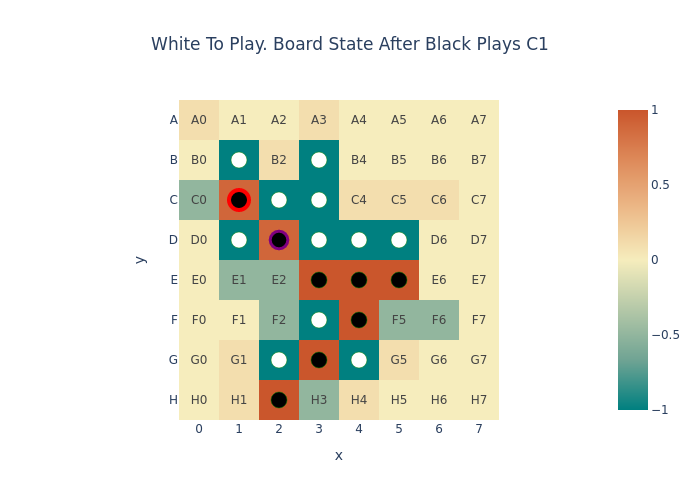 White To Play. Board State After Black Plays C1
A A0 A1 A2 A3 A4 A5 A6 A7
B B0 B2 B4 B5 B6 B7
C C0 C4 C5 C6 C7
D D0 D6 D7
E E0 E1 E2 E6 E7
F F0 F1 F2 F5 F6 F7
G G0 G1 G5 G6 G7
H H0 H1 H3 H4 H5 H6 H7
0 1 2 3 4 5 6 7
x
y
1
0.5
0
−0.5
−1